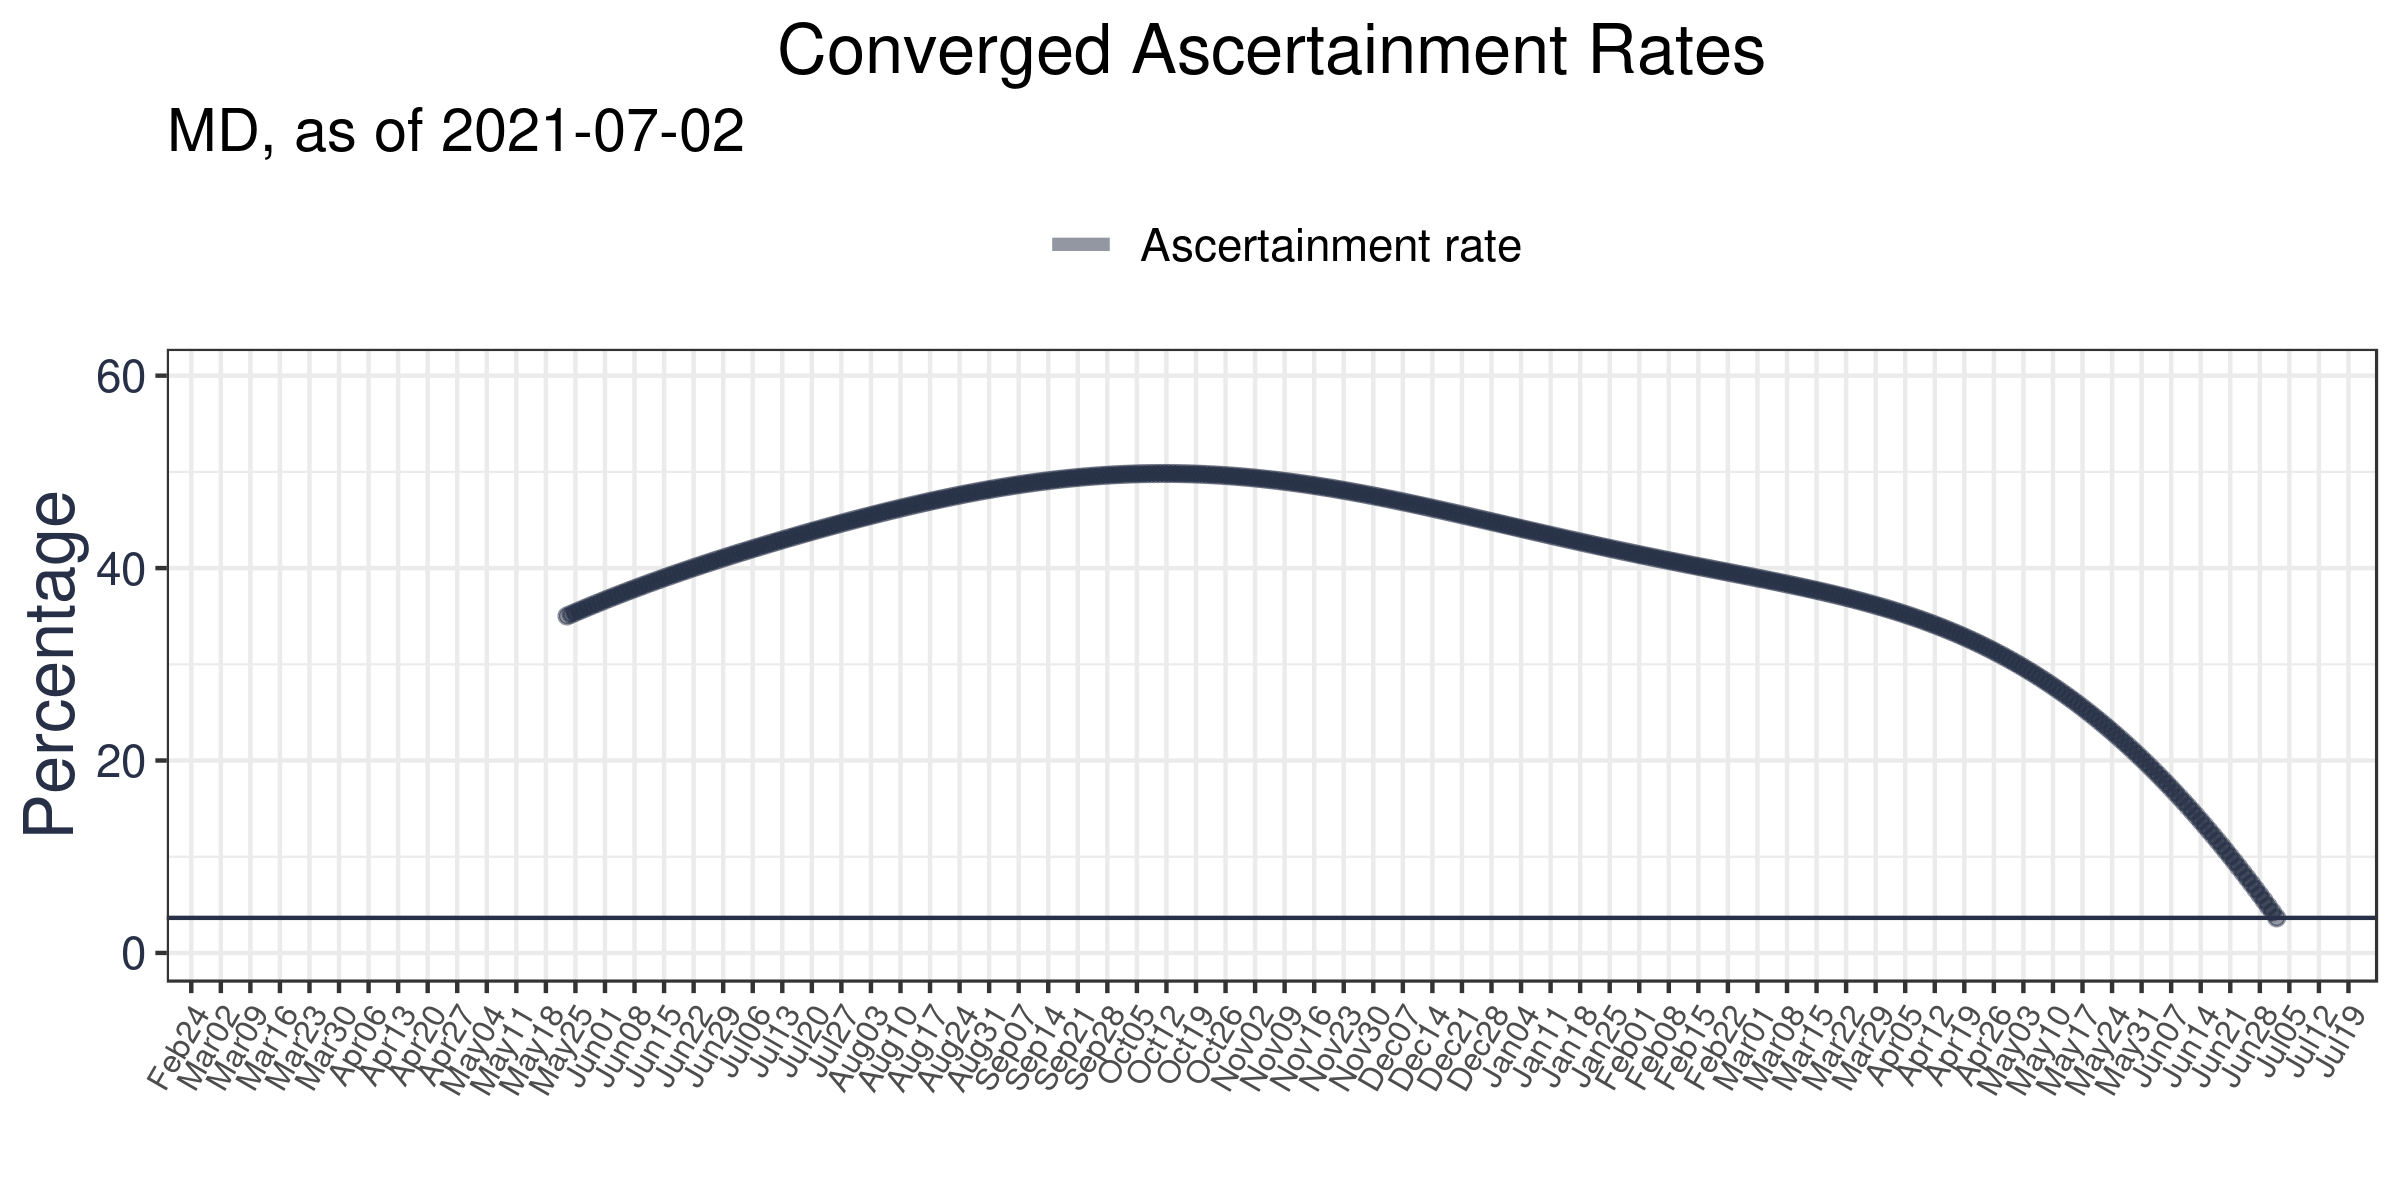 Converged Ascertainment Rates
MD, as of 2021-07-02
Ascertainment rate
Percentage
60
40
20
0
Feb24
Mar02
Mar09
Mar16
Mar23
Mar30
Apr06
Apr13
Apr20
Apr27
May04
May11
May18
May25
Jun01
Jun08
Jun15
Jun22
Jun29
Jul06
Jul13
Jul20
Jul27
Aug03
Aug10
Aug17
Aug24
Aug31
Sep07
Sep14
Sep21
Sep28
Oct05
Oct12
Oct19
Oct26
Nov02
Nov09
Nov16
Nov23
Nov30
Dec07
Dec14
Dec21
Dec28
Jan04
Jan11
Jan18
Jan25
Feb01
Feb08
Feb15
Feb22
Mar01
Mar08
Mar15
Mar22
Mar29
Apr05
Apr12
Apr19
Apr26
May03
May10
May17
May24
May31
Jun07
Jun14
Jun21
Jun28
Jul05
Jul12
Jul19